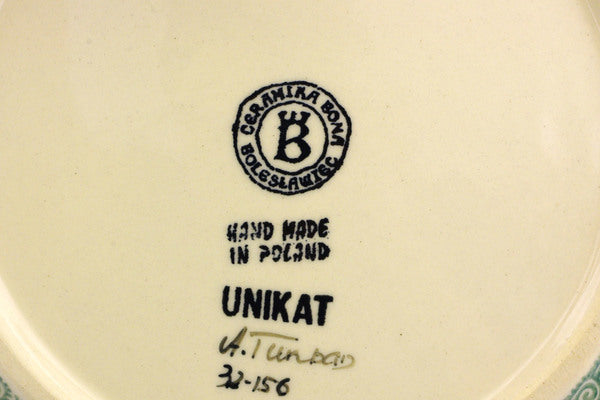 CERAMIKA BONA
BOLESŁAWIEC
B
HAND MADE
IN POLAND
UNIKAT
A.
32-156